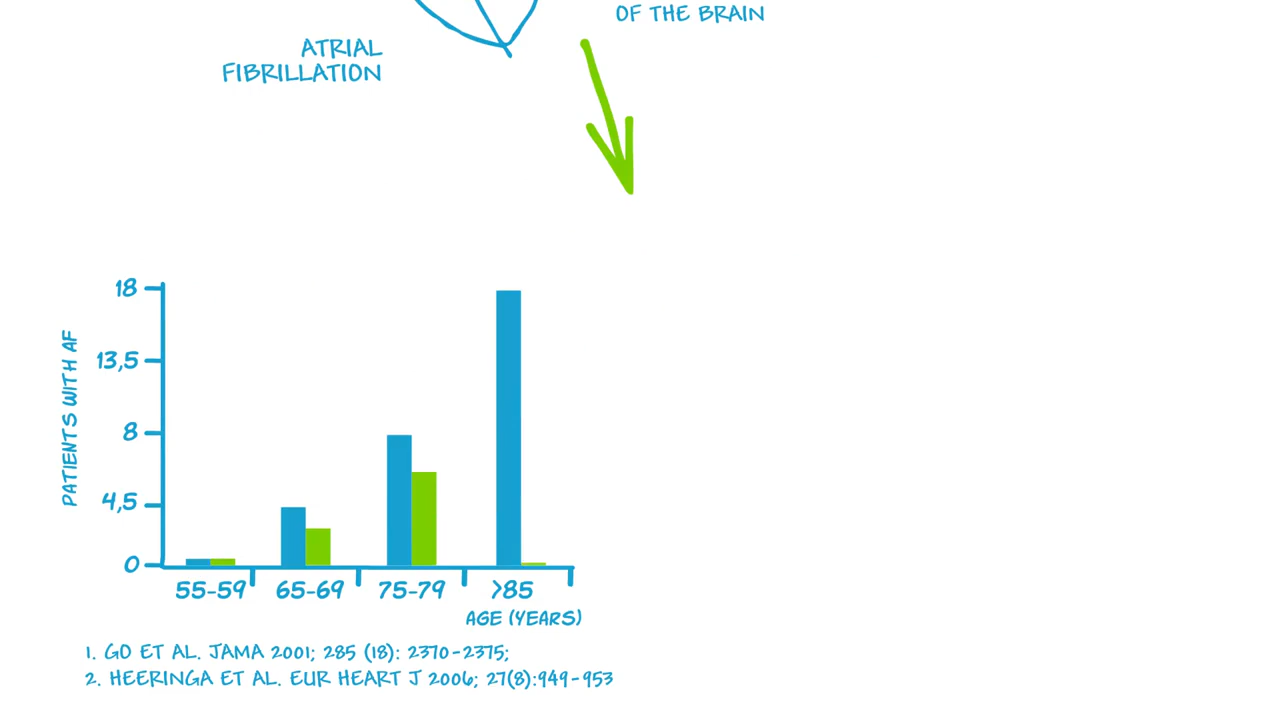 OF THE BRAIN
ATRIAL
FIBRILLATION
18
13,5
8
4,5
0
PATIENTS WITH AF
55-59 65-69 75-79 >85
AGE (YEARS)
1. GO ET AL. JAMA 2001; 285 (18): 2370-2375;
2. HEERINGA ET AL. EUR HEART J 2006; 27(8):949-953